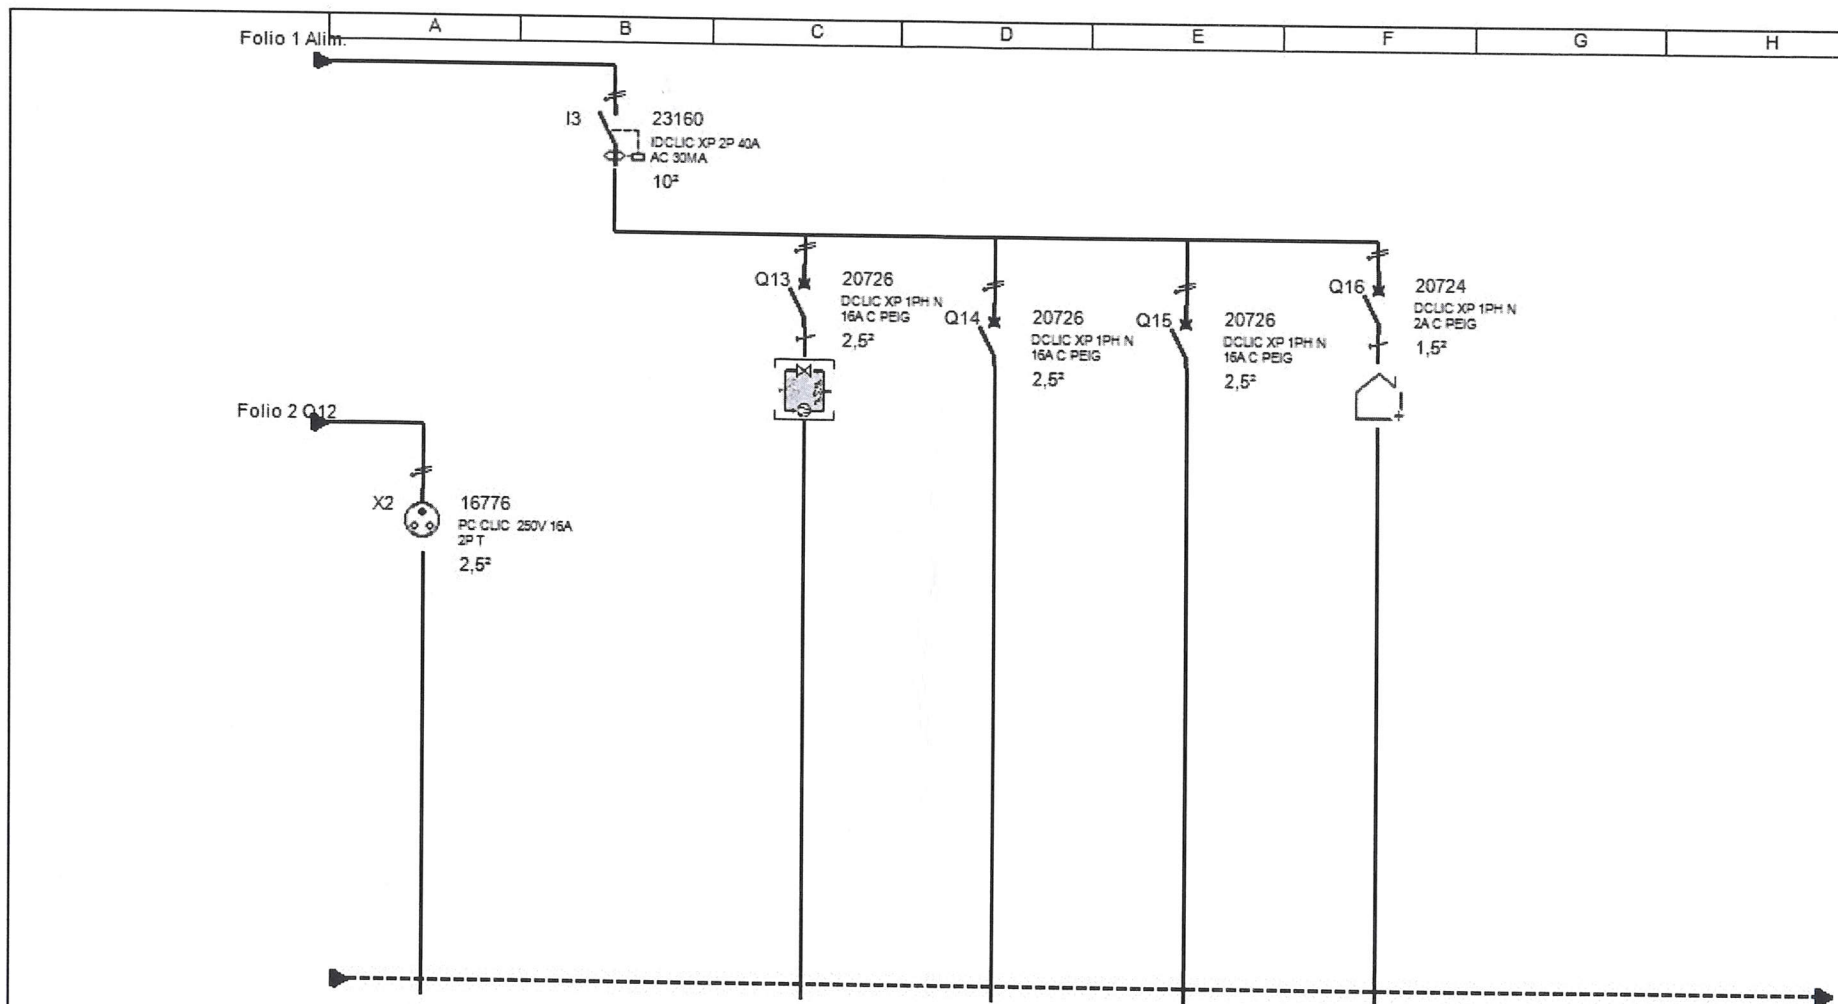 A B C D E F G H
Folio 1 Alim.
I3
23160
IDCLIC XP 2P 40A
AC 30MA
10²
Q13
20726
DCLIC XP 1PH N
16A C PEIG
2,5²
Q14
20726
DCLIC XP 1PH N
16A C PEIG
2,5²
Q15
20726
DCLIC XP 1PH N
16A C PEIG
2,5²
Q16
20724
DCLIC XP 1PH N
2A C PEIG
1,5²
Folio 2 Q12
X2
16776
PC CLIC 250V 16A
2P T
2,5²